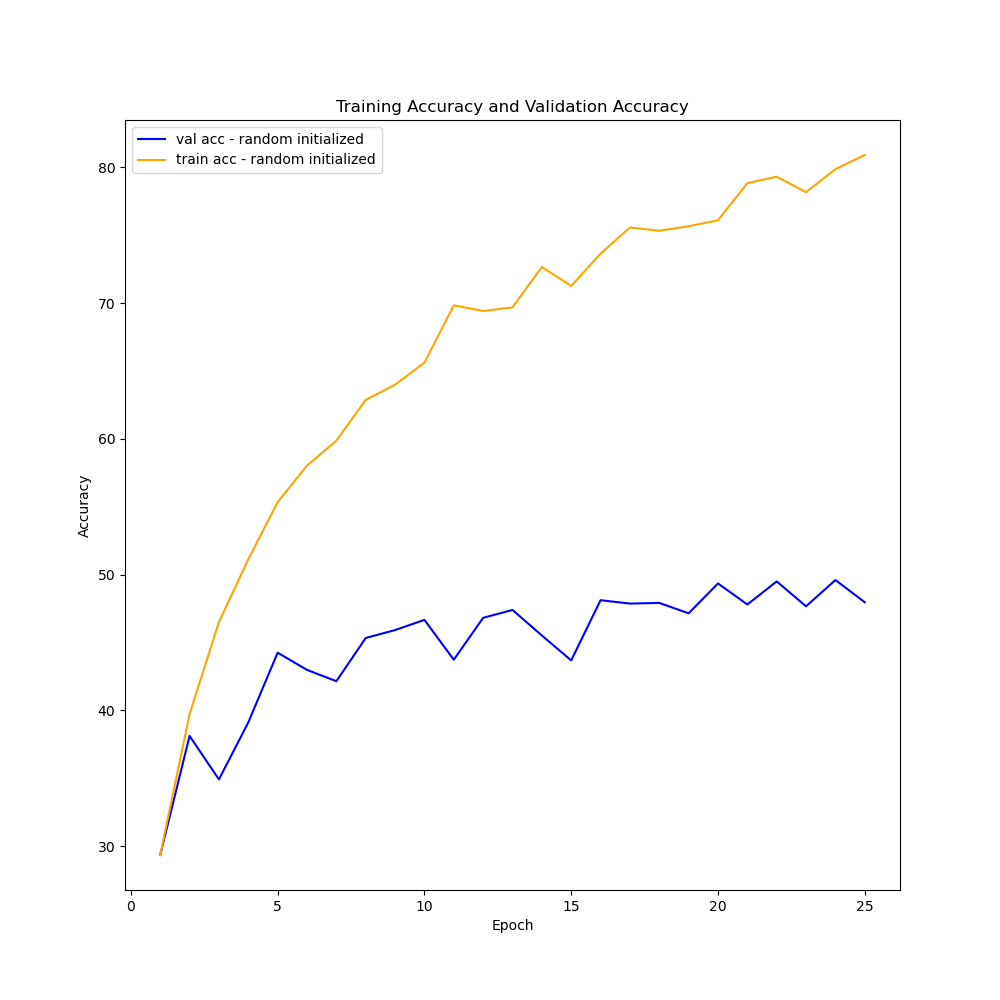 Training Accuracy and Validation Accuracy
val acc - random initialized
train acc - random initialized
80
70
60
50
40
30
Accuracy
0 5 10 15 20 25
Epoch